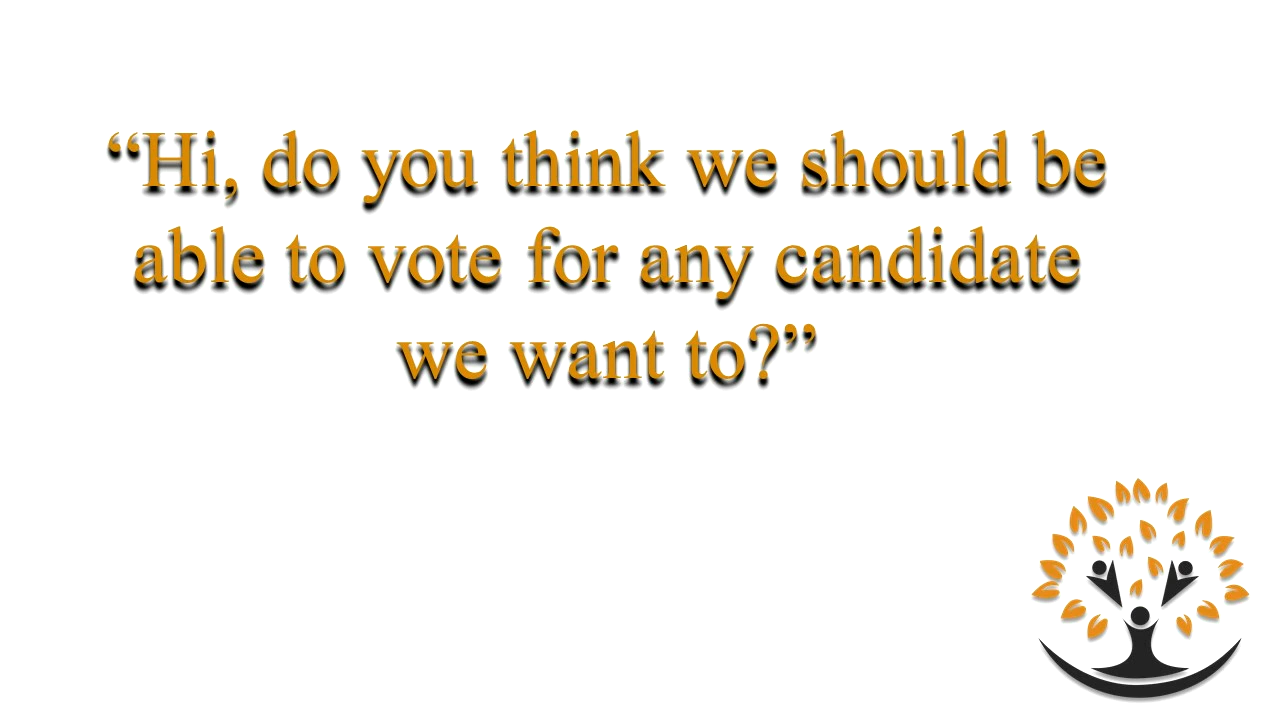 “Hi, do you think we should be
able to vote for any candidate
we want to?”